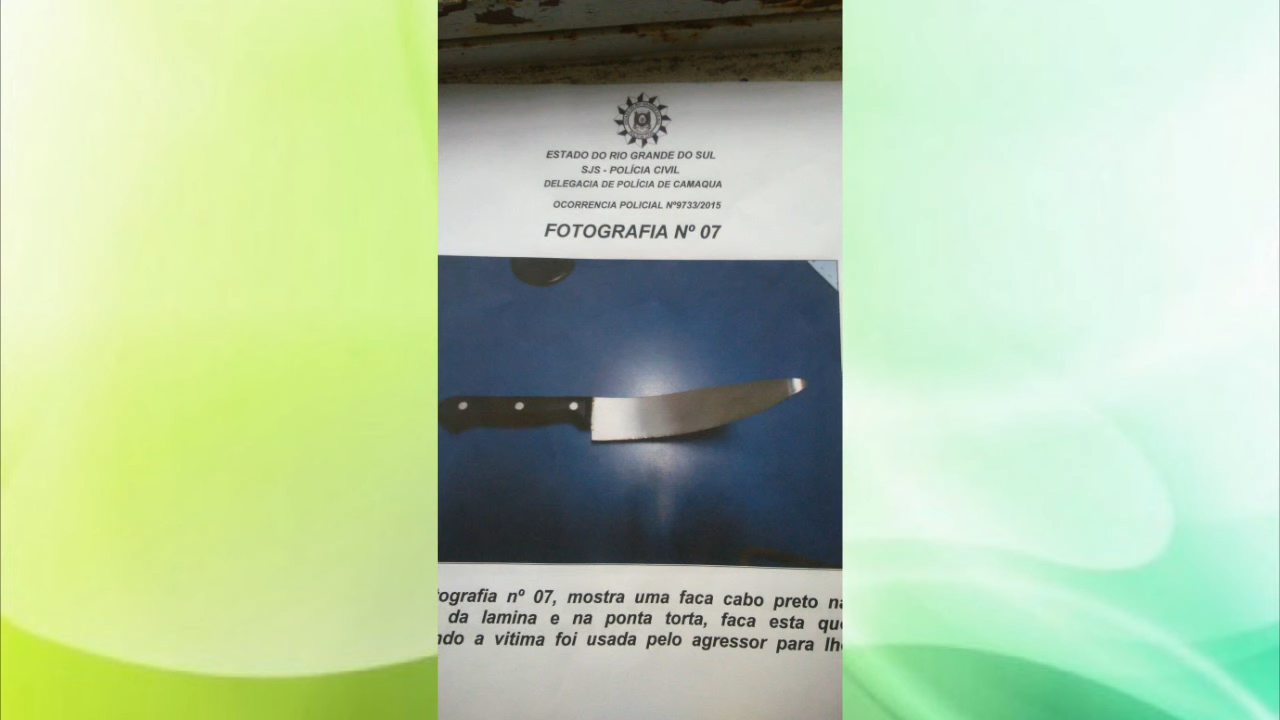 ESTADO DO RIO GRANDE DO SUL
SJS - POLÍCIA CIVIL
DELEGACIA DE POLÍCIA DE CAMAQUA
OCORRENCIA POLICIAL Nº9733/2015
FOTOGRAFIA Nº 07
tografia nº 07, mostra uma faca cabo preto na
da lamina e na ponta torta, faca esta que
ndo a vitima foi usada pelo agressor para lhe